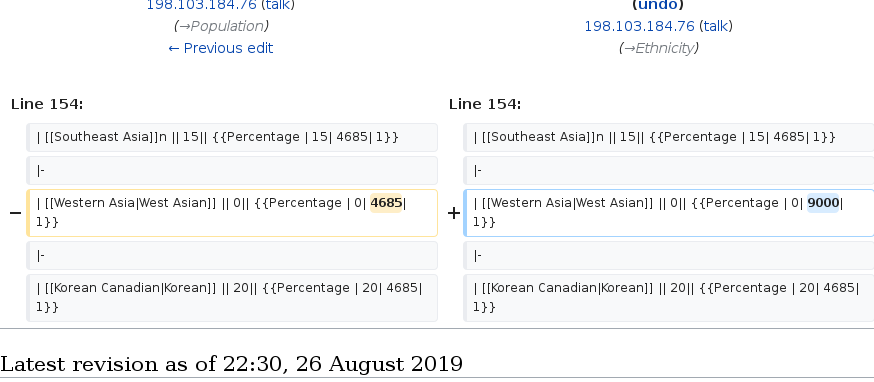 198.103.184.76 (talk)
(→Population)
← Previous edit
(undo)
198.103.184.76 (talk)
(→Ethnicity)
Line 154:
Line 154:
| [[Southeast Asia]]n || 15|| {{Percentage | 15| 4685| 1}}
| [[Southeast Asia]]n || 15|| {{Percentage | 15| 4685| 1}}
|-
|-
− | [[Western Asia|West Asian]] || 0|| {{Percentage | 0| 4685|
1}}
+ | [[Western Asia|West Asian]] || 0|| {{Percentage | 0| 9000|
1}}
|-
|-
| [[Korean Canadian|Korean]] || 20|| {{Percentage | 20| 4685|
1}}
| [[Korean Canadian|Korean]] || 20|| {{Percentage | 20| 4685|
1}}
Latest revision as of 22:30, 26 August 2019